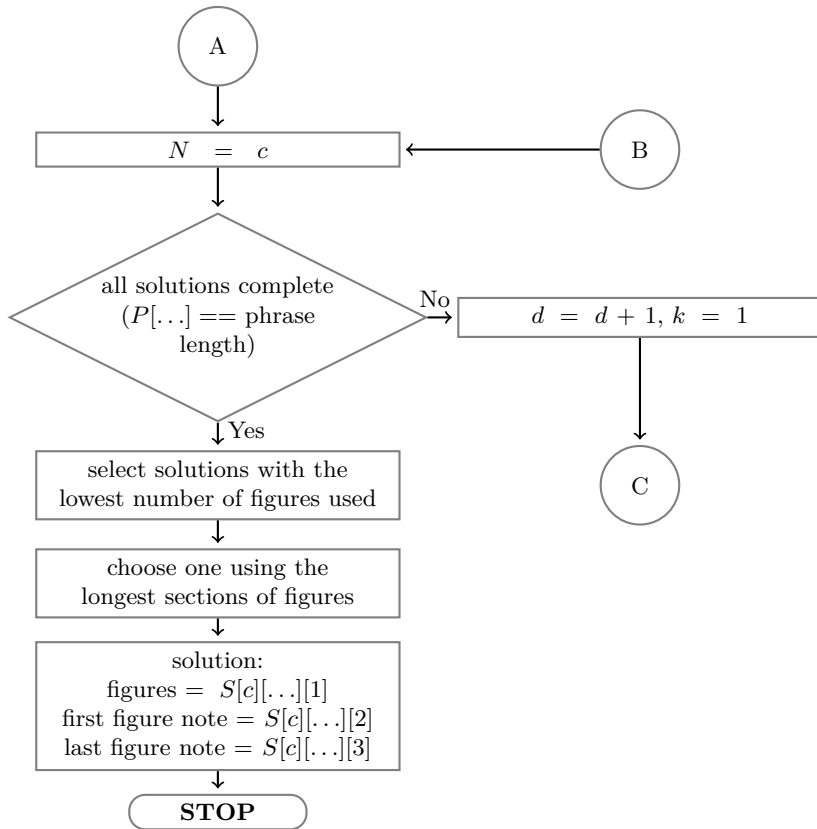 A
N = c
B
all solutions complete
(P[...] == phrase
length)
No
d = d + 1, k = 1
Yes
C
select solutions with the
lowest number of figures used
choose one using the
longest sections of figures
solution:
figures = S[c][...][1]
first figure note = S[c][...][2]
last figure note = S[c][...][3]
STOP